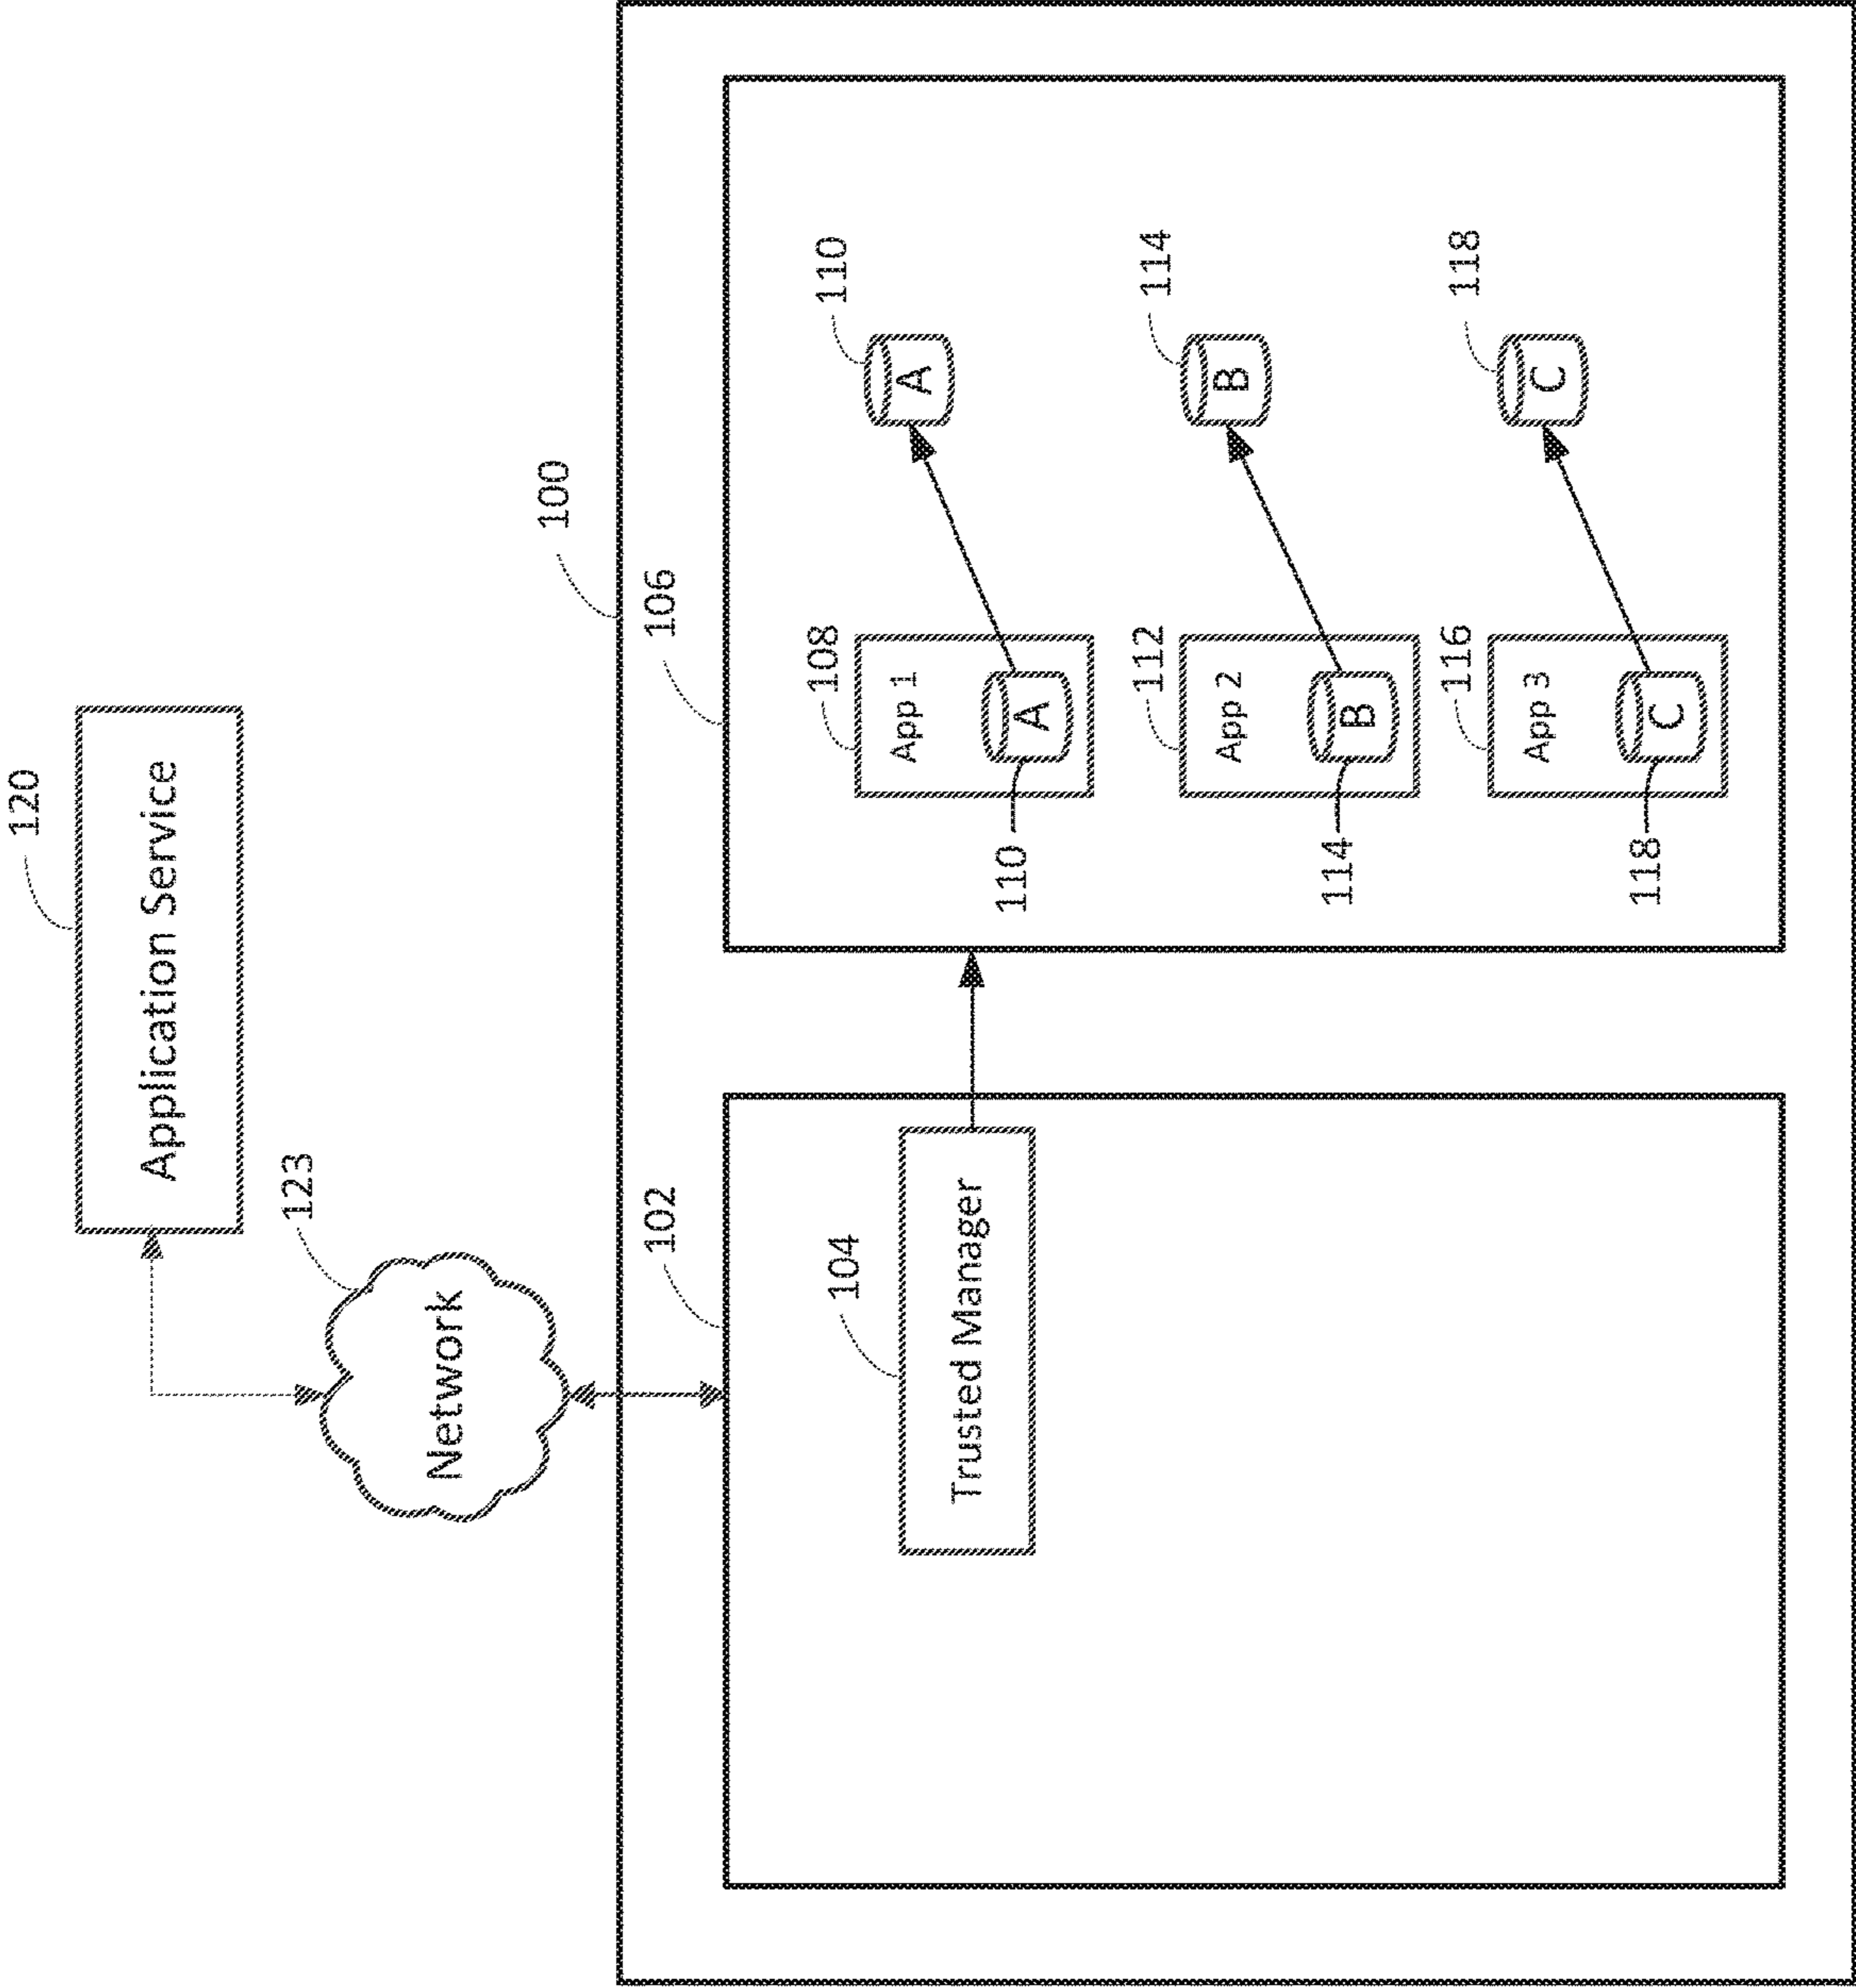 120
Application Service
123
Network
100
102
106
104
Trusted Manager
108
110
App 1
A
110
A
112
114
App 2
B
114
B
116
118
App 3
C
118
C